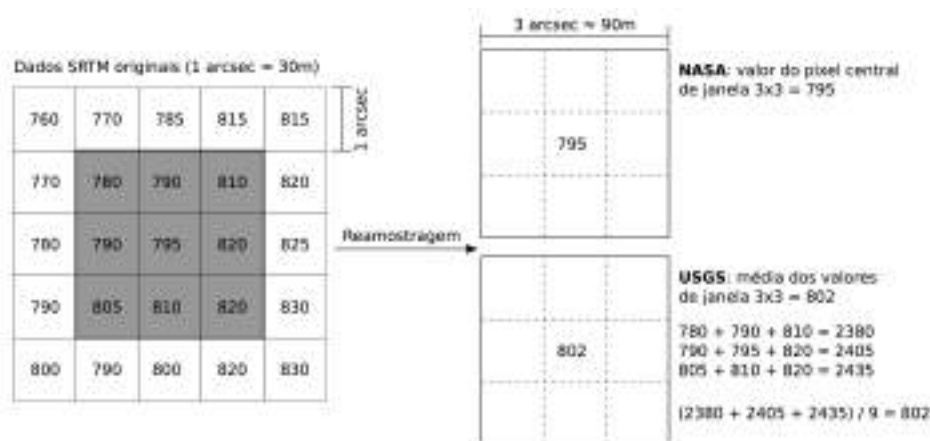 3 arcsec ≈ 90m
Dados SRTM originais (1 arcsec ≈ 30m)
760 770 785 815 815
770 780 790 810 820
780 790 795 820 825
790 805 810 820 830
800 790 800 820 830
1 arcsec
Reamostragem
795
NASA: valor do pixel central
de janela 3x3 = 795
802
USGS: média dos valores
de janela 3x3 = 802
780 + 790 + 810 = 2380
790 + 795 + 820 = 2405
805 + 810 + 820 = 2435
(2380 + 2405 + 2435) / 9 = 802